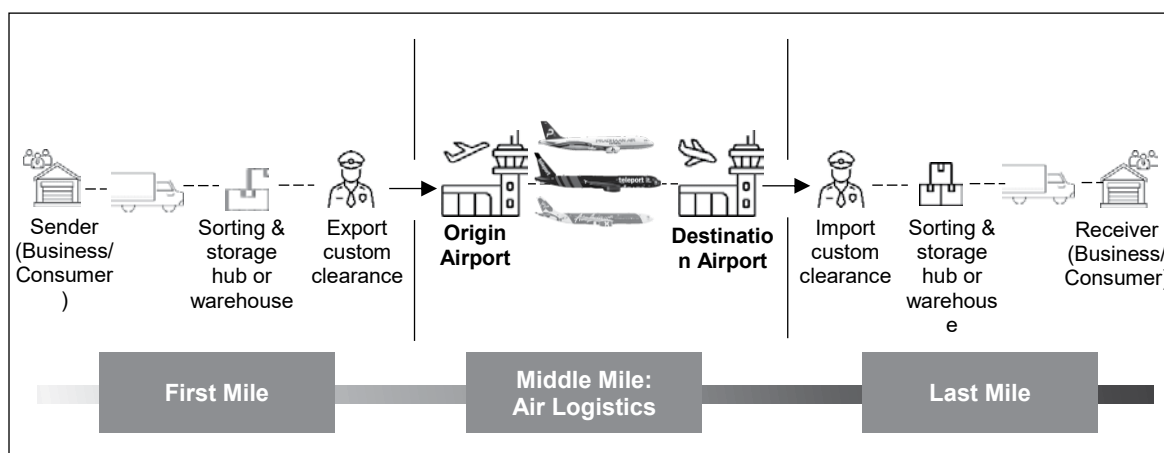 teleport it.
Sender
(Business/
Consumer
)
Sorting &
storage
hub or
warehouse
Export
custom
clearance
Origin
Airport
Destinatio
n Airport
Import
custom
clearance
Sorting &
storage
hub or
warehous
e
Receiver
(Business/
Consumer)
First Mile
Middle Mile:
Air Logistics
Last Mile